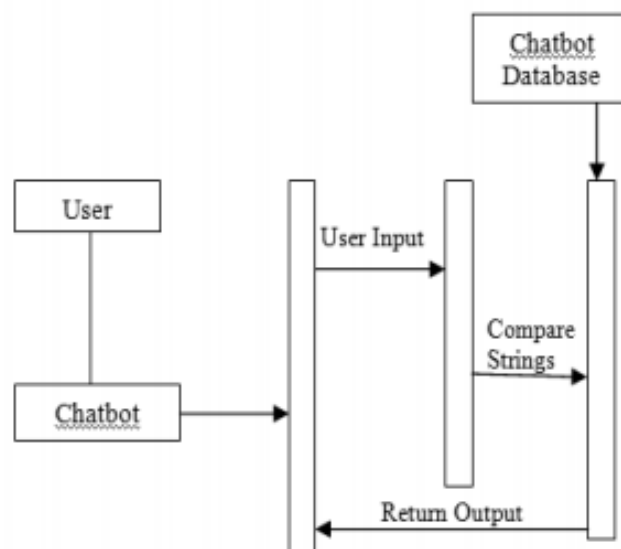 Chatbot
Database
User
User Input
Compare
Strings
Chatbot
Return Output